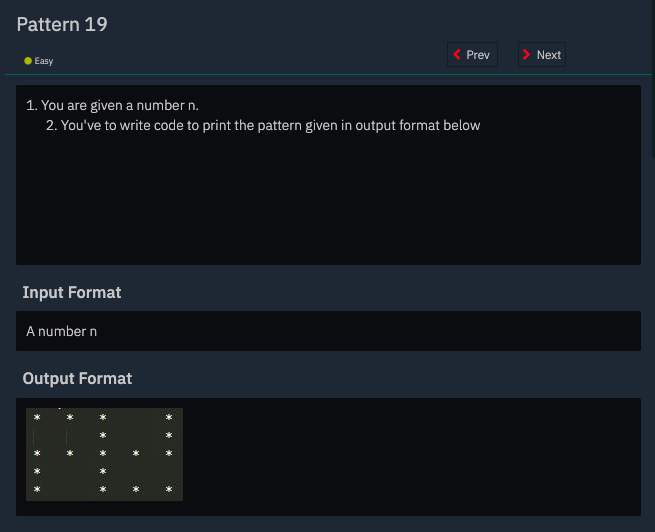 Pattern 19
Easy
Prev
Next
1. You are given a number n.
2. You've to write code to print the pattern given in output format below
Input Format
A number n
Output Format
*	*	*		*
		*		*
*	*	*	*	*
*		*
*		*	*	*